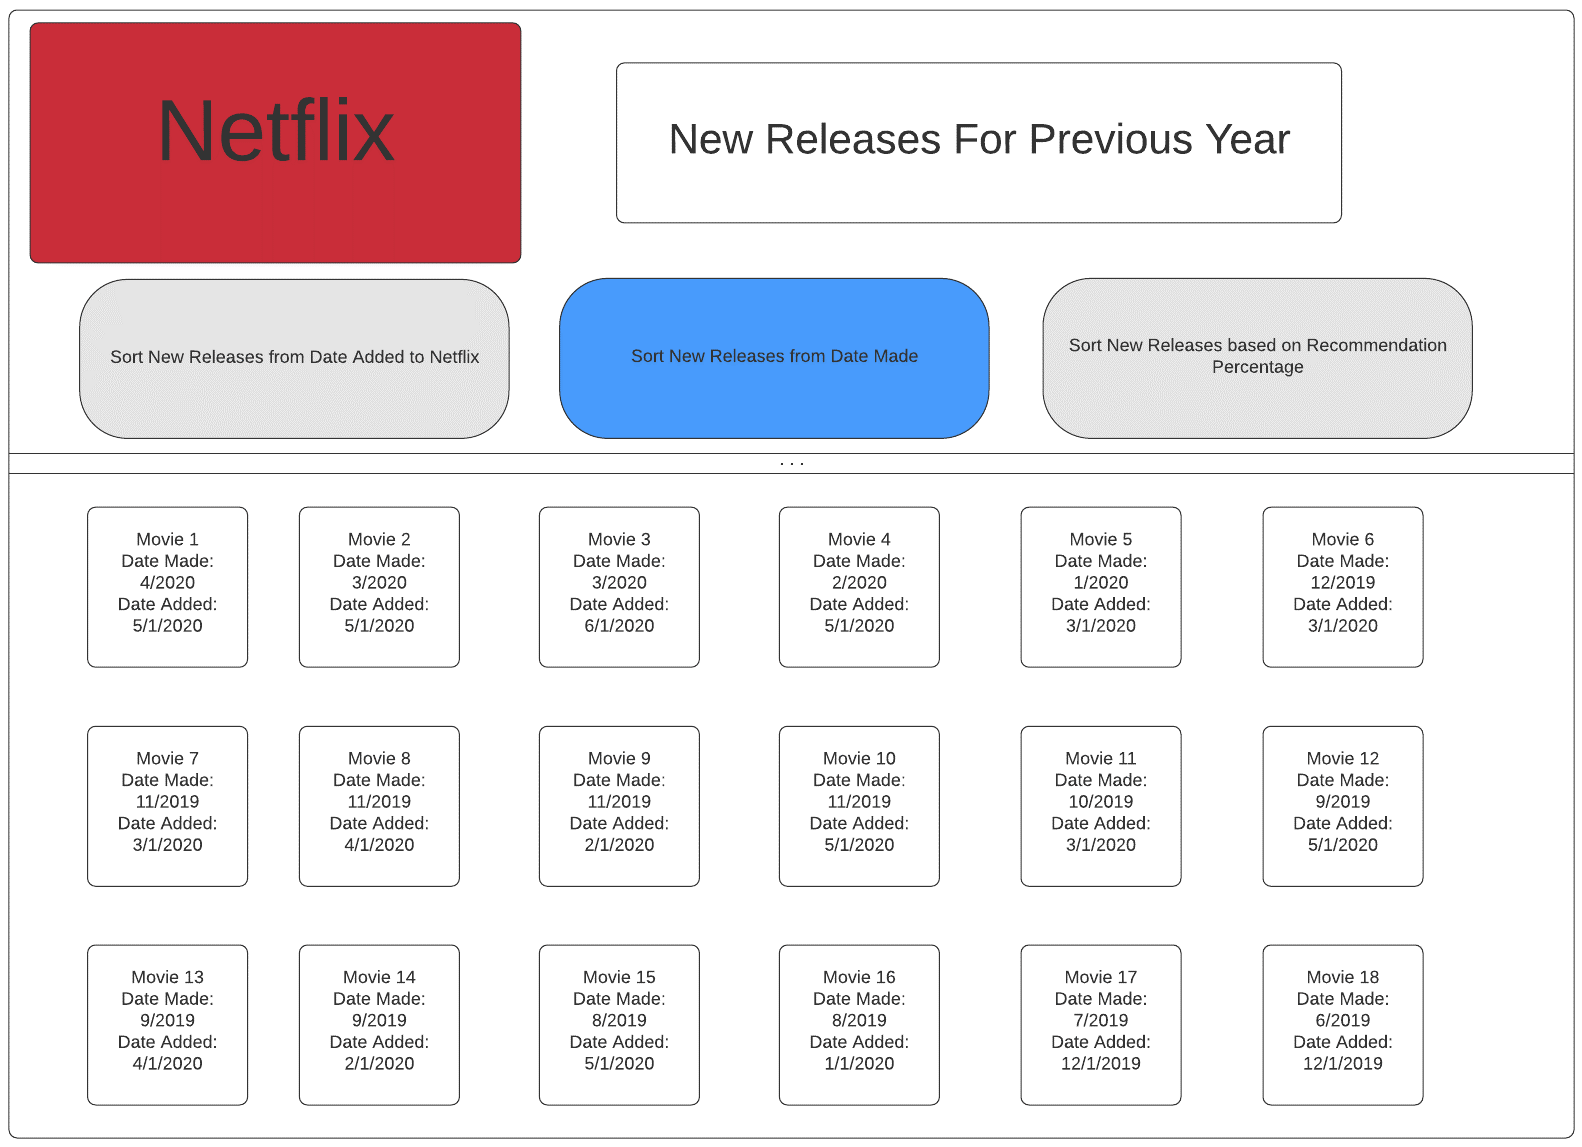 Netflix
New Releases For Previous Year
Sort New Releases from Date Added to Netflix
Sort New Releases from Date Made
Sort New Releases based on Recommendation
Percentage
. . .
Movie 1
Date Made:
4/2020
Date Added:
5/1/2020
Movie 2
Date Made:
3/2020
Date Added:
5/1/2020
Movie 3
Date Made:
3/2020
Date Added:
6/1/2020
Movie 4
Date Made:
2/2020
Date Added:
5/1/2020
Movie 5
Date Made:
1/2020
Date Added:
3/1/2020
Movie 6
Date Made:
12/2019
Date Added:
3/1/2020
Movie 7
Date Made:
11/2019
Date Added:
3/1/2020
Movie 8
Date Made:
11/2019
Date Added:
4/1/2020
Movie 9
Date Made:
11/2019
Date Added:
2/1/2020
Movie 10
Date Made:
11/2019
Date Added:
5/1/2020
Movie 11
Date Made:
10/2019
Date Added:
3/1/2020
Movie 12
Date Made:
9/2019
Date Added:
5/1/2020
Movie 13
Date Made:
9/2019
Date Added:
4/1/2020
Movie 14
Date Made:
9/2019
Date Added:
2/1/2020
Movie 15
Date Made:
8/2019
Date Added:
5/1/2020
Movie 16
Date Made:
8/2019
Date Added:
1/1/2020
Movie 17
Date Made:
7/2019
Date Added:
12/1/2019
Movie 18
Date Made:
6/2019
Date Added:
12/1/2019